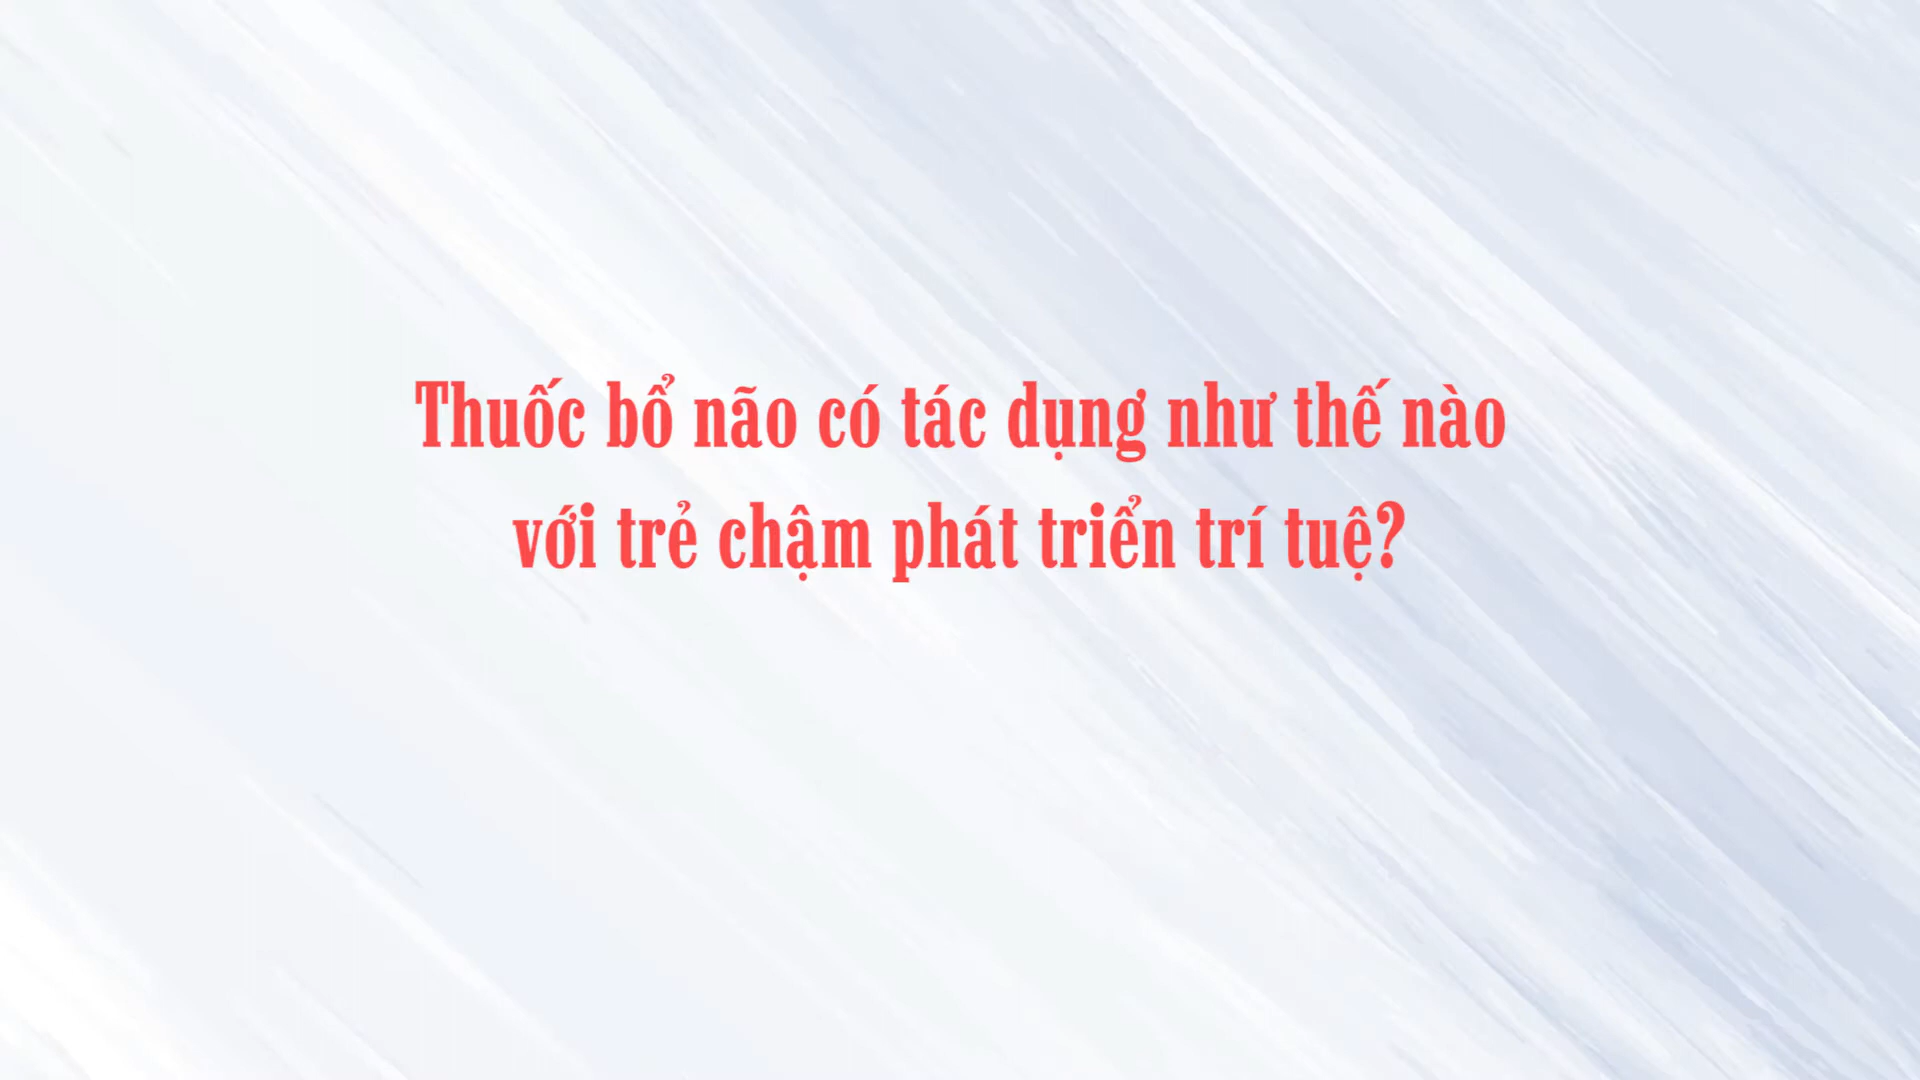 Thuốc bổ não có tác dụng như thế nào
với trẻ chậm phát triển trí tuệ?